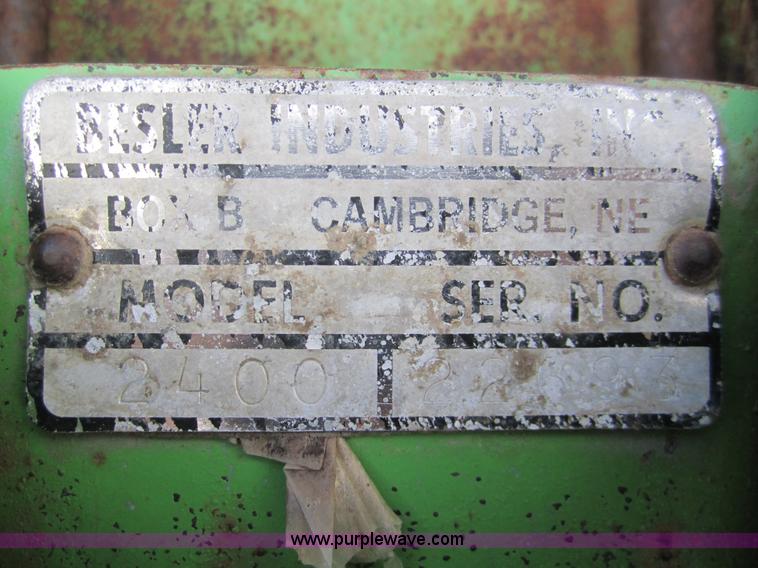 BESLER INDUSTRIES, INC.
BOX B CAMBRIDGE, NE
MODEL SER. NO.
2400
www.purplewave.com